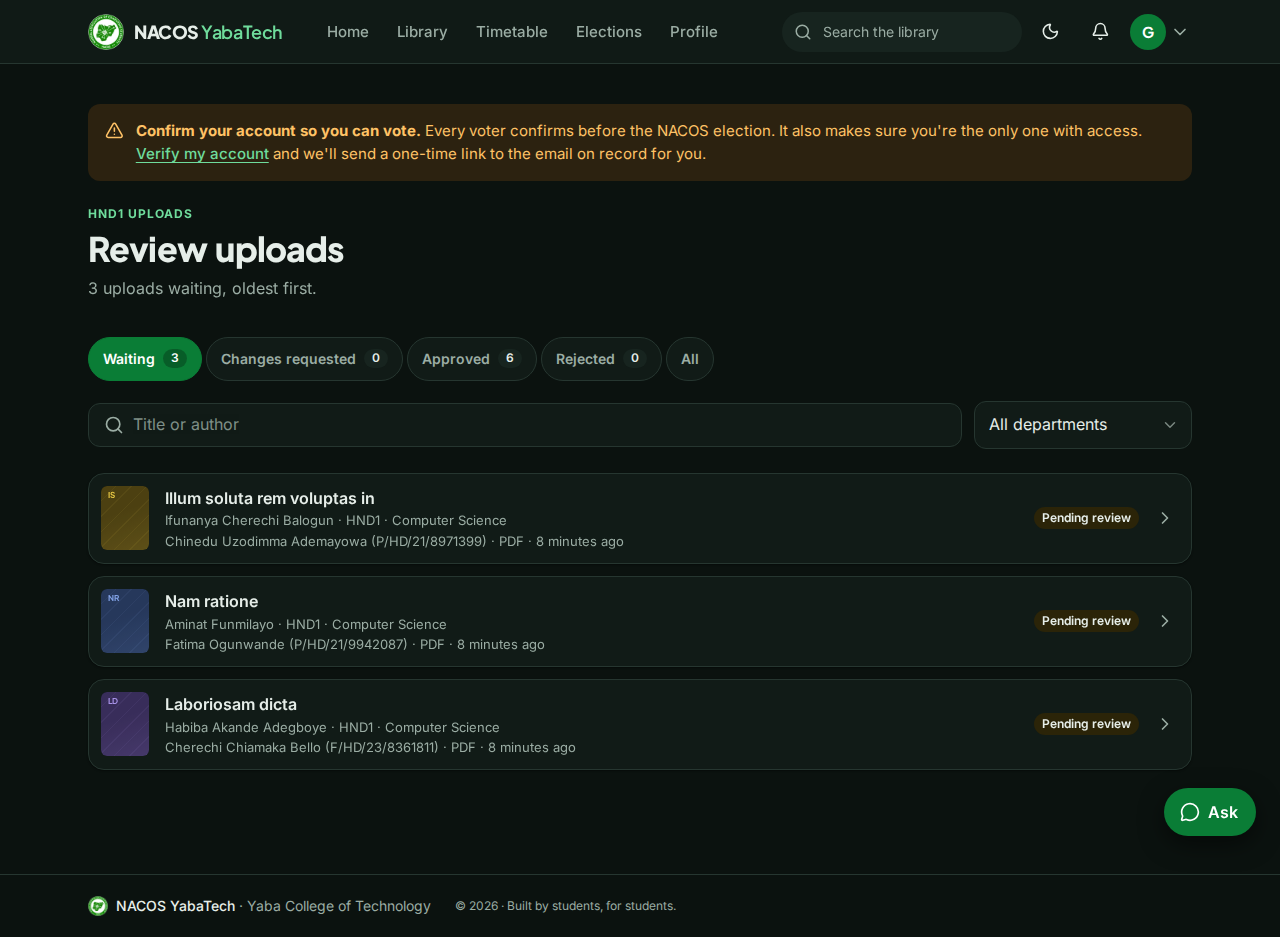 NACOS YabaTech Home Library Timetable Elections Profile Search the library G
Confirm your account so you can vote. Every voter confirms before the NACOS election. It also makes sure you're the only one with access.
Verify my account and we'll send a one-time link to the email on record for you.
HND1 UPLOADS
Review uploads
3 uploads waiting, oldest first.
Waiting 3 Changes requested 0 Approved 6 Rejected 0 All
Title or author All departments
IS
Illum soluta rem voluptas in
Ifunanya Cherechi Balogun · HND1 · Computer Science
Chinedu Uzodimma Ademayowa (P/HD/21/8971399) · PDF · 8 minutes ago
Pending review
NR
Nam ratione
Aminat Funmilayo · HND1 · Computer Science
Fatima Ogunwande (P/HD/21/9942087) · PDF · 8 minutes ago
Pending review
LD
Laboriosam dicta
Habiba Akande Adegboye · HND1 · Computer Science
Cherechi Chiamaka Bello (F/HD/23/8361811) · PDF · 8 minutes ago
Pending review
Ask
NACOS YabaTech · Yaba College of Technology © 2026 · Built by students, for students.